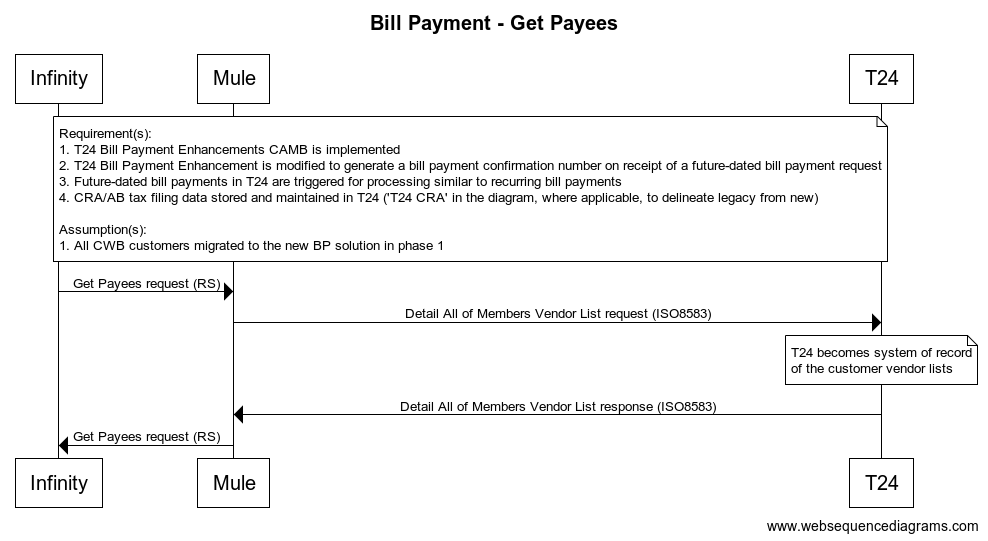 Bill Payment - Get Payees
Infinity
Mule
T24
Requirement(s):
1. T24 Bill Payment Enhancements CAMB is implemented
2. T24 Bill Payment Enhancement is modified to generate a bill payment confirmation number on receipt of a future-dated bill payment request
3. Future-dated bill payments in T24 are triggered for processing similar to recurring bill payments
4. CRA/AB tax filing data stored and maintained in T24 ('T24 CRA' in the diagram, where applicable, to delineate legacy from new)
Assumption(s):
1. All CWB customers migrated to the new BP solution in phase 1
Get Payees request (RS)
Detail All of Members Vendor List request (ISO8583)
T24 becomes system of record
of the customer vendor lists
Detail All of Members Vendor List response (ISO8583)
Get Payees request (RS)
Infinity
Mule
T24
www.websequencediagrams.com